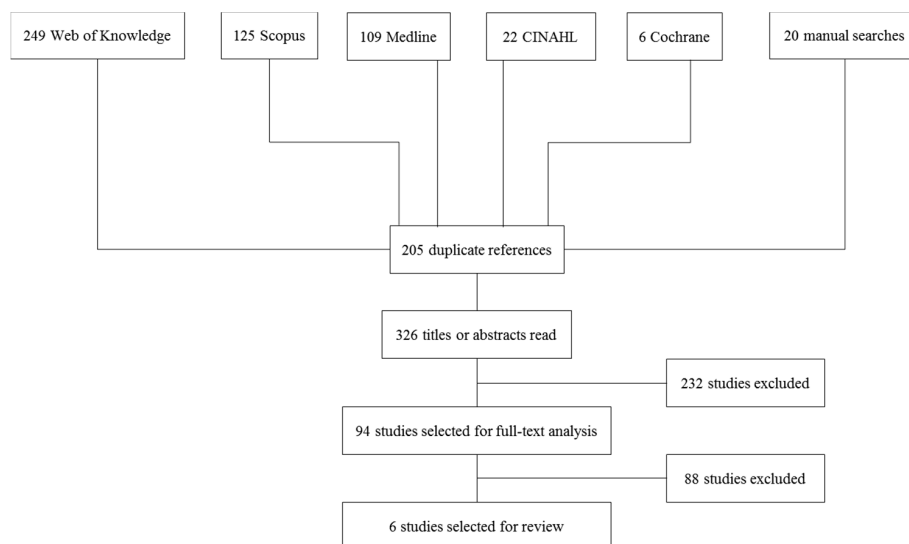 249 Web of Knowledge
125 Scopus
109 Medline
22 CINAHL
6 Cochrane
20 manual searches
205 duplicate references
326 titles or abstracts read
232 studies excluded
94 studies selected for full-text analysis
88 studies excluded
6 studies selected for review